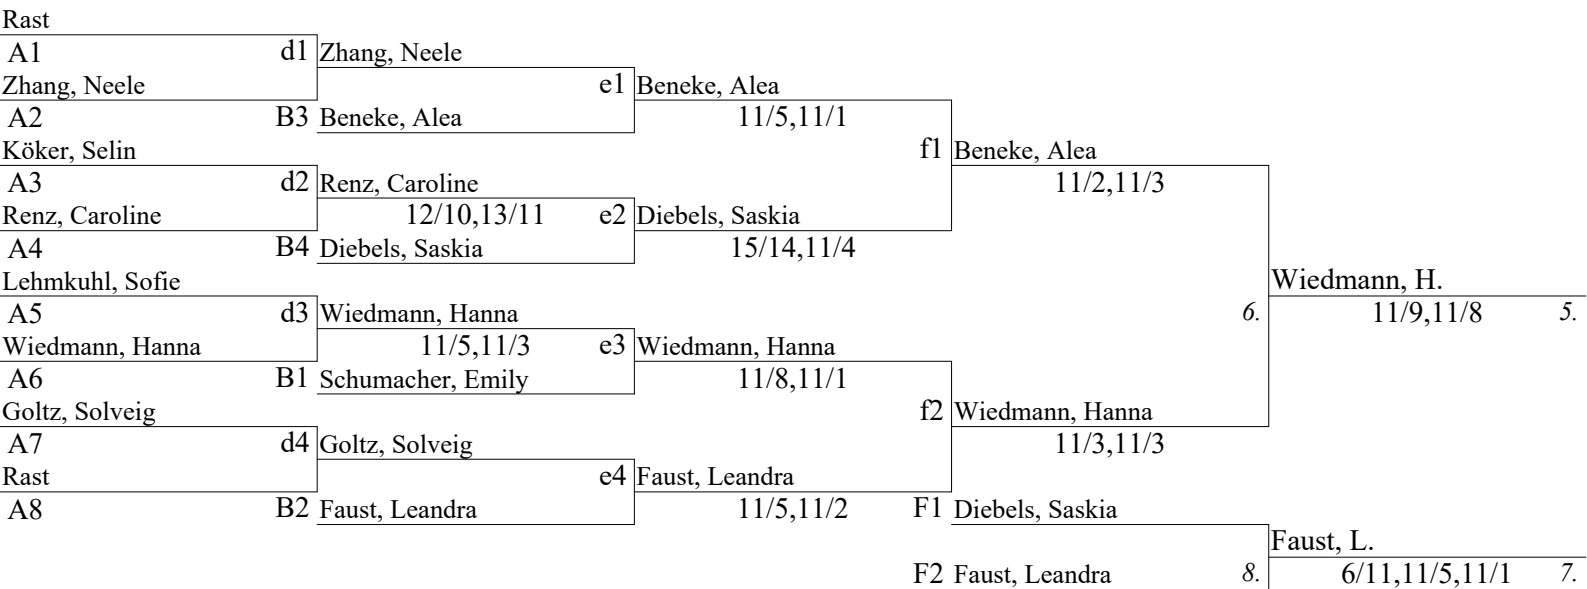 Rast
A1 d1 Zhang, Neele
Zhang, Neele e1 Beneke, Alea
A2 B3 Beneke, Alea 11/5,11/1
Köker, Selin f1 Beneke, Alea
A3 d2 Renz, Caroline 11/2,11/3
Renz, Caroline 12/10,13/11 e2 Diebels, Saskia
A4 B4 Diebels, Saskia 15/14,11/4
Lehmkuhl, Sofie Wiedmann, H.
A5 d3 Wiedmann, Hanna 6. 11/9,11/8 5.
Wiedmann, Hanna 11/5,11/3 e3 Wiedmann, Hanna
A6 B1 Schumacher, Emily 11/8,11/1
Goltz, Solveig f2 Wiedmann, Hanna
A7 d4 Goltz, Solveig 11/3,11/3
Rast e4 Faust, Leandra
A8 B2 Faust, Leandra 11/5,11/2 F1 Diebels, Saskia
Faust, L.
F2 Faust, Leandra 8. 6/11,11/5,11/1 7.